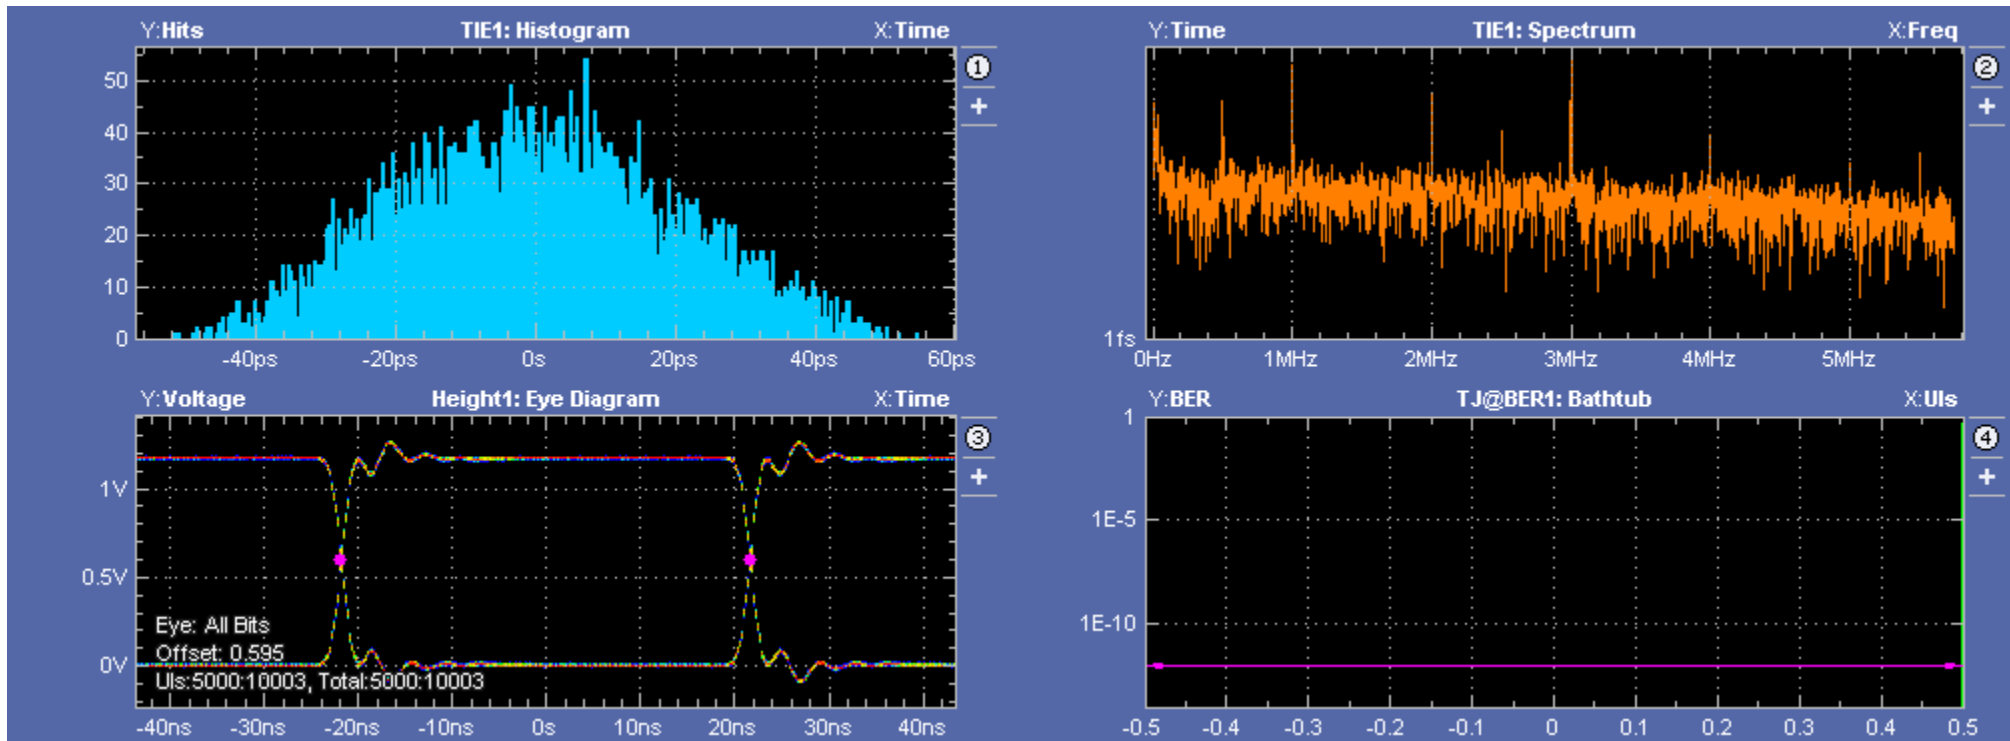 Y:Hits TIE1: Histogram X:Time
50
40
30
20
10
0
-40ps -20ps 0s 20ps 40ps 60ps
1
+
Y:Time TIE1: Spectrum X:Freq
1fs
0Hz 1MHz 2MHz 3MHz 4MHz 5MHz
2
+
Y:Voltage Height1: Eye Diagram X:Time
1V
0.5V
0V
Eye: All Bits
Offset: 0.595
UIs:5000:10003, Total:5000:10003
-40ns -30ns -20ns -10ns 0s 10ns 20ns 30ns 40ns
3
+
Y:BER TJ@BER1: Bathtub X:UIs
1
1E-5
1E-10
-0.5 -0.4 -0.3 -0.2 -0.1 0 0.1 0.2 0.3 0.4 0.5
4
+